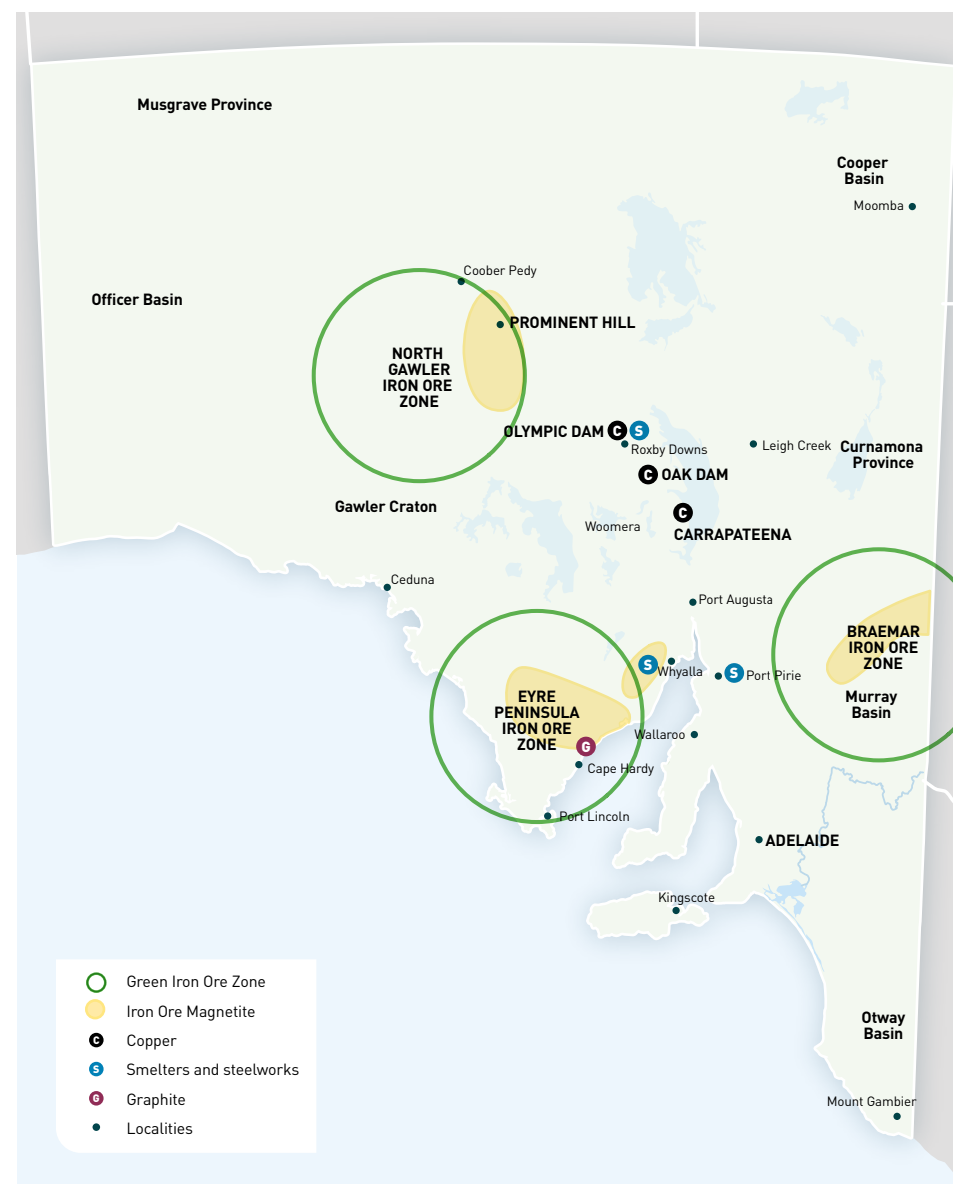 Musgrave Province
Cooper
Basin
Moomba
Coober Pedy
Officer Basin
PROMINENT HILL
NORTH
GAWLER
IRON ORE
ZONE
OLYMPIC DAM C S
Roxby Downs
Leigh Creek
Curnamona
Province
C OAK DAM
Gawler Craton
C
Woomera
CARRAPATEENA
Ceduna
Port Augusta
BRAEMAR
IRON ORE
ZONE
S
Whyalla
S Port Pirie
EYRE
PENINSULA
IRON ORE
ZONE
Murray
Basin
Wallaroo
G
Cape Hardy
Port Lincoln
ADELAIDE
Kingscote
Otway
Basin
Mount Gambier
Green Iron Ore Zone
Iron Ore Magnetite
C Copper
S Smelters and steelworks
G Graphite
Localities